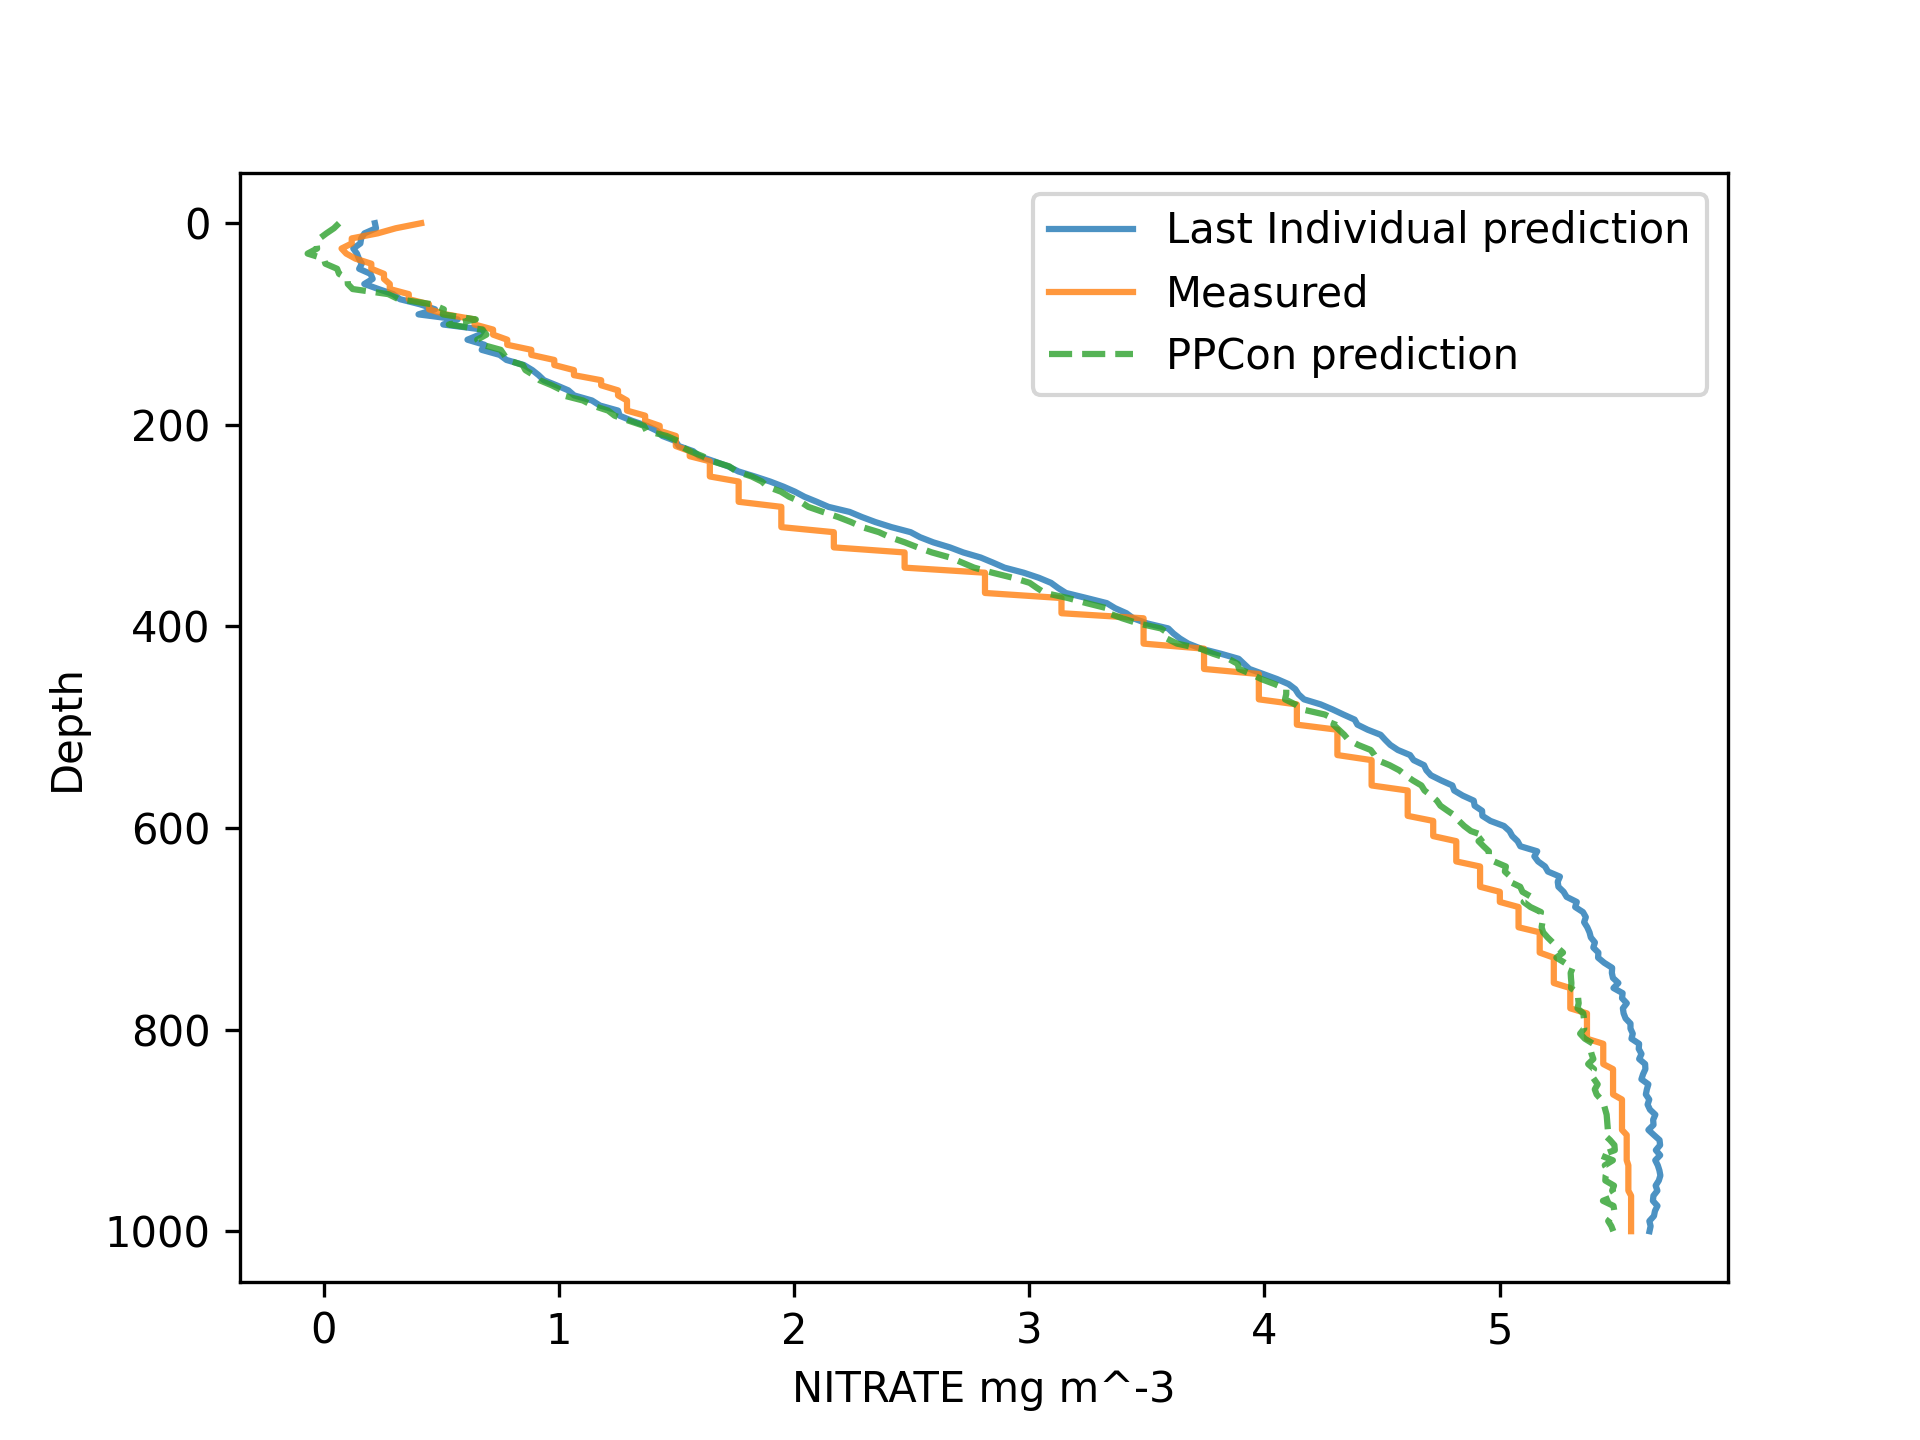 Last Individual prediction
Measured
PPCon prediction
0
200
400
600
800
1000
Depth
0 1 2 3 4 5
NITRATE mg m^-3